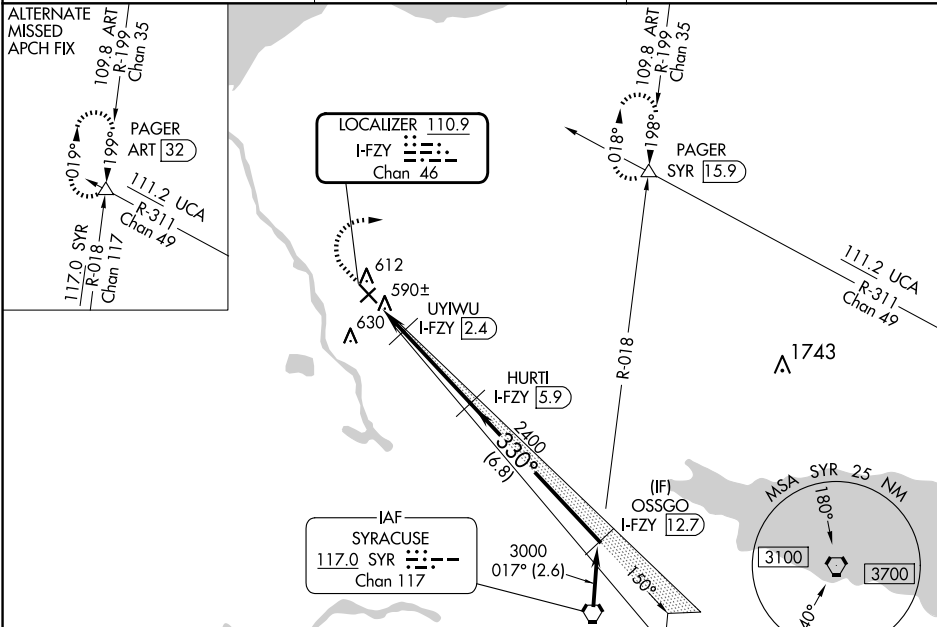 ALTERNATE
MISSED
APCH FIX
109.8 ART
R-199
Chan 35
019°
199°
PAGER
ART 32
111.2 UCA
R-311
Chan 49
117.0 SYR
R-018
Chan 117
LOCALIZER 110.9
I-FZY
Chan 46
109.8 ART
R-199
Chan 35
018°
198°
PAGER
SYR 15.9
111.2 UCA
R-311
Chan 49
R-018
612
590±
630
UYIWU
I-FZY 2.4
1743
HURTI
I-FZY 5.9
2400
330°
(6.8)
(IF)
OSSGO
I-FZY 12.7
150°
IAF
SYRACUSE
117.0 SYR
Chan 117
3000
017° (2.6)
MSA SYR 25 NM
180°
3100
3700